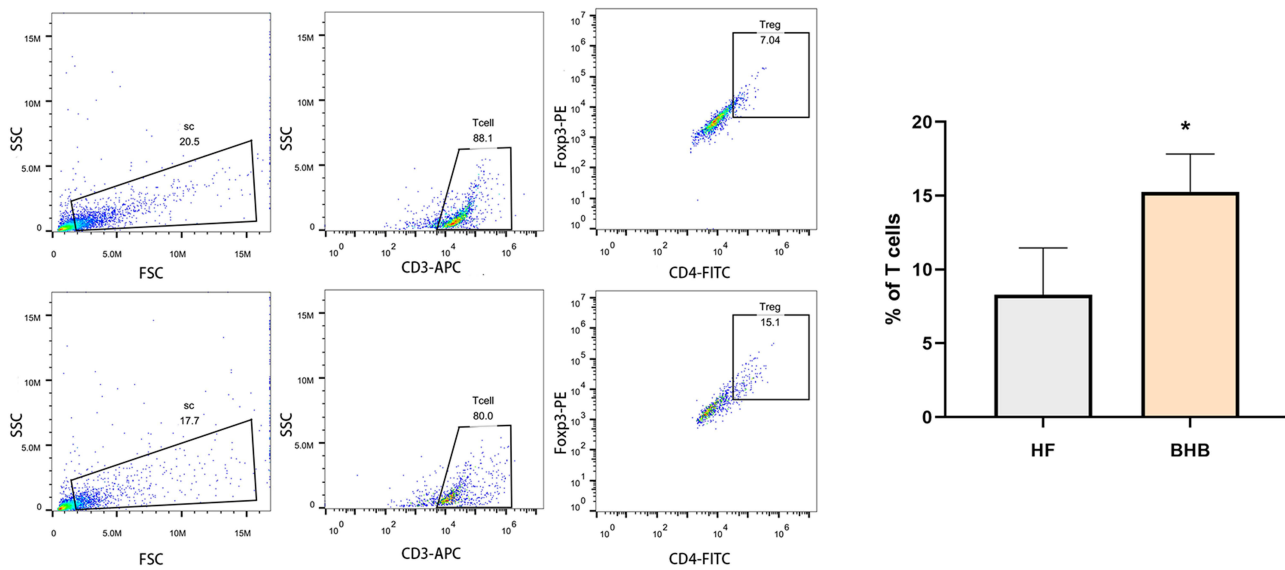 SSC
15M
10M
5.0M
0
sc
20.5
0 5.0M 10M 15M
FSC
SSC
15M
10M
5.0M
0
Tcell
88.1
10^0 10^2 10^4 10^6
CD3-APC
Foxp3-PE
10^7
10^6
10^5
10^4
10^3
10^2
10^1
10^0
Treg
7.04
10^0 10^2 10^4 10^6
CD4-FITC
SSC
15M
10M
5.0M
0
sc
17.7
0 5.0M 10M 15M
FSC
SSC
15M
10M
5.0M
0
Tcell
80.0
10^0 10^2 10^4 10^6
CD3-APC
Foxp3-PE
10^7
10^6
10^5
10^4
10^3
10^2
10^1
10^0
Treg
15.1
10^0 10^2 10^4 10^6
CD4-FITC
% of T cells
20
15
10
5
0
*
HF BHB